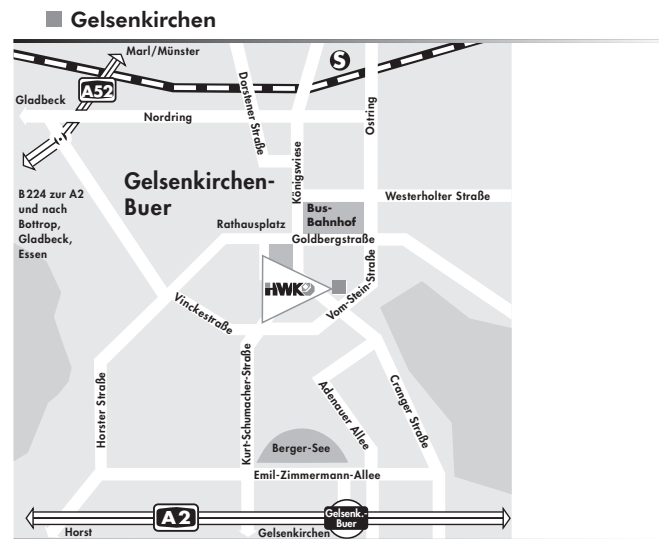 Gelsenkirchen
Marl/Münster
S
A52
Gladbeck
Nordring
Dorstener Straße
Ostring
Königswiese
Gelsenkirchen-
Buer
B224 zur A2
und nach
Bottrop,
Gladbeck,
Essen
Westerholter Straße
Bus-
Bahnhof
Rathausplatz
Goldbergstraße
HWK
Vom-Stein-Straße
Vinckestraße
Horster Straße
Kurt-Schumacher-Straße
Adenauer Allee
Cranger Straße
Berger-See
Emil-Zimmermann-Allee
A2
Gelsenk.-
Buer
Horst
Gelsenkirchen